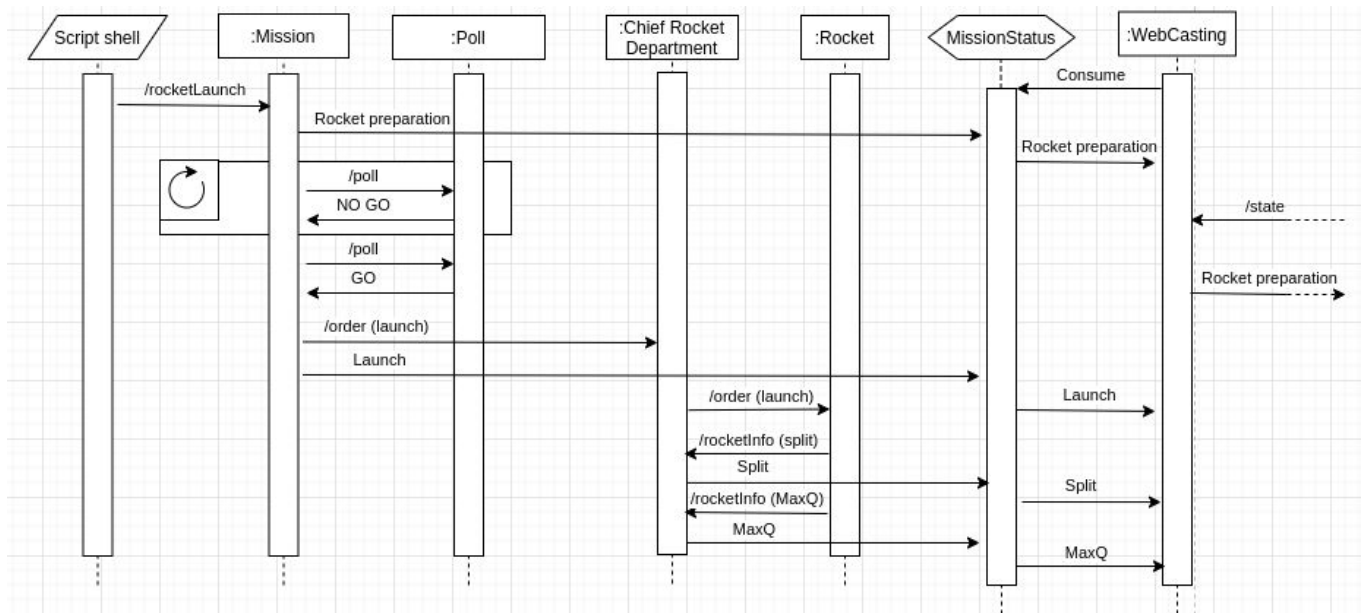 Script shell
:Mission
:Poll
:Chief Rocket
Department
:Rocket
MissionStatus
:WebCasting
Consume
/rocketLaunch
Rocket preparation
Rocket preparation
/poll
NO GO
/state
/poll
GO
Rocket preparation
/order (launch)
Launch
/order (launch)
Launch
/rocketInfo (split)
Split
Split
/rocketInfo (MaxQ)
MaxQ
MaxQ